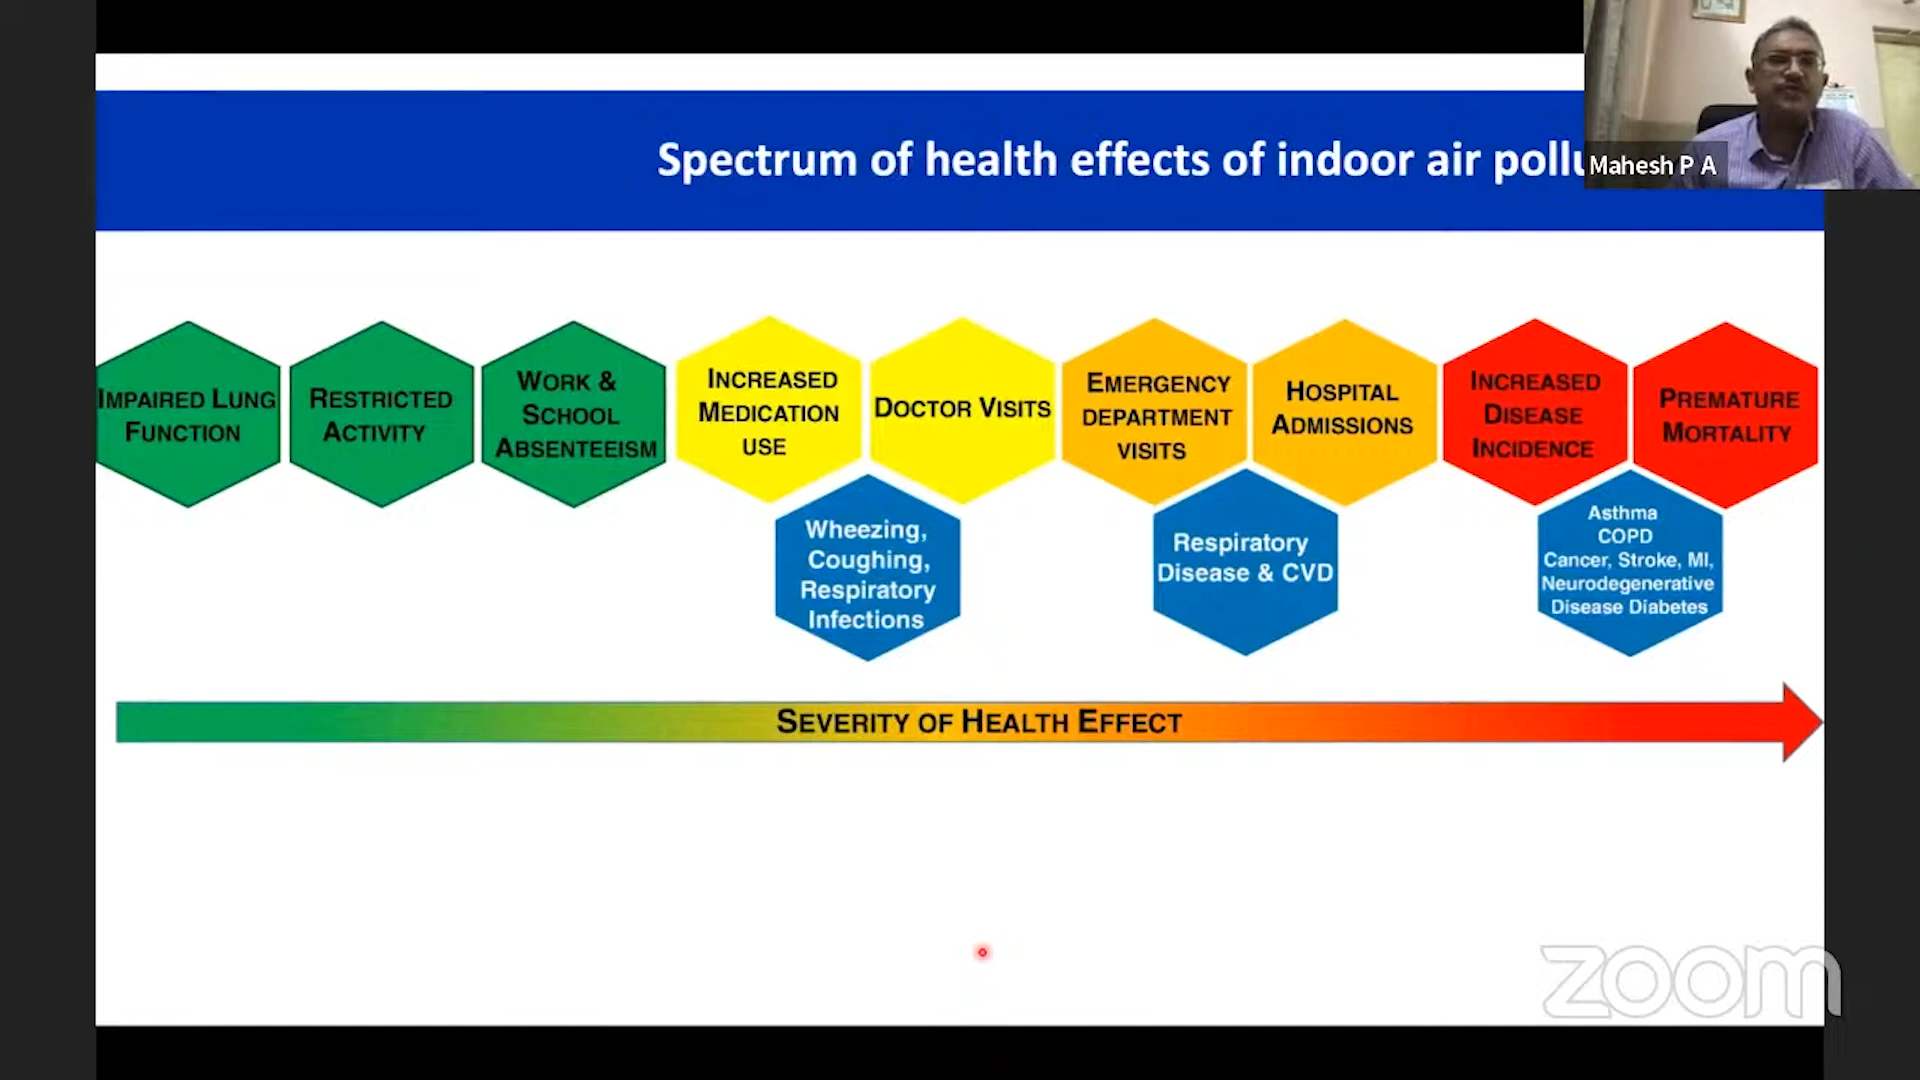 Spectrum of health effects of indoor air pollu
Mahesh P A
IMPAIRED LUNG
FUNCTION
RESTRICTED
ACTIVITY
WORK &
SCHOOL
ABSENTEEISM
INCREASED
MEDICATION
USE
DOCTOR VISITS
EMERGENCY
DEPARTMENT
VISITS
HOSPITAL
ADMISSIONS
INCREASED
DISEASE
INCIDENCE
PREMATURE
MORTALITY
Wheezing,
Coughing,
Respiratory
Infections
Respiratory
Disease & CVD
Asthma
COPD
Cancer, Stroke, MI,
Neurodegenerative
Disease Diabetes
SEVERITY OF HEALTH EFFECT
zoom